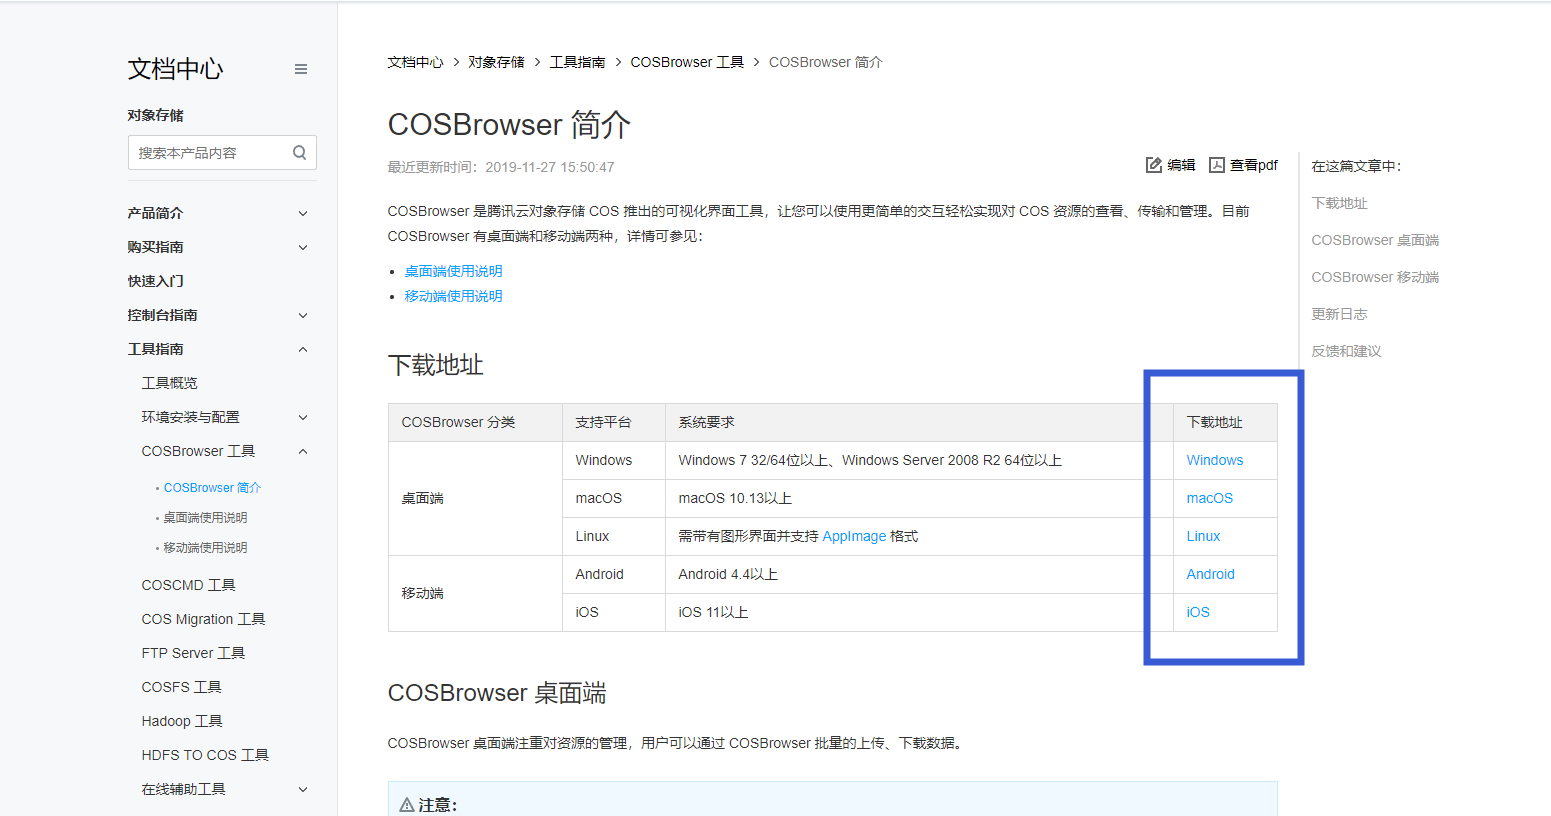 文档中心
对象存储
搜索本产品内容
产品简介
购买指南
快速入门
控制台指南
工具指南
工具概览
环境安装与配置
COSBrowser 工具
COSBrowser 简介
桌面端使用说明
移动端使用说明
COSCMD 工具
COS Migration 工具
FTP Server 工具
COSFS 工具
Hadoop 工具
HDFS TO COS 工具
在线辅助工具
文档中心 > 对象存储 > 工具指南 > COSBrowser 工具 > COSBrowser 简介
COSBrowser 简介
最近更新时间：2019-11-27 15:50:47
编辑 查看pdf
COSBrowser 是腾讯云对象存储 COS 推出的可视化界面工具，让您可以使用更简单的交互轻松实现对 COS 资源的查看、传输和管理。目前
COSBrowser 有桌面端和移动端两种，详情可参见：
• 桌面端使用说明
• 移动端使用说明
下载地址
COSBrowser 分类 支持平台 系统要求 下载地址
桌面端
Windows Windows 7 32/64位以上、Windows Server 2008 R2 64位以上 Windows
macOS macOS 10.13以上 macOS
Linux 需带有图形界面并支持 AppImage 格式 Linux
移动端
Android Android 4.4以上 Android
iOS iOS 11以上 iOS
COSBrowser 桌面端
COSBrowser 桌面端注重对资源的管理，用户可以通过 COSBrowser 批量的上传、下载数据。
注意：
在这篇文章中：
下载地址
COSBrowser 桌面端
COSBrowser 移动端
更新日志
反馈和建议